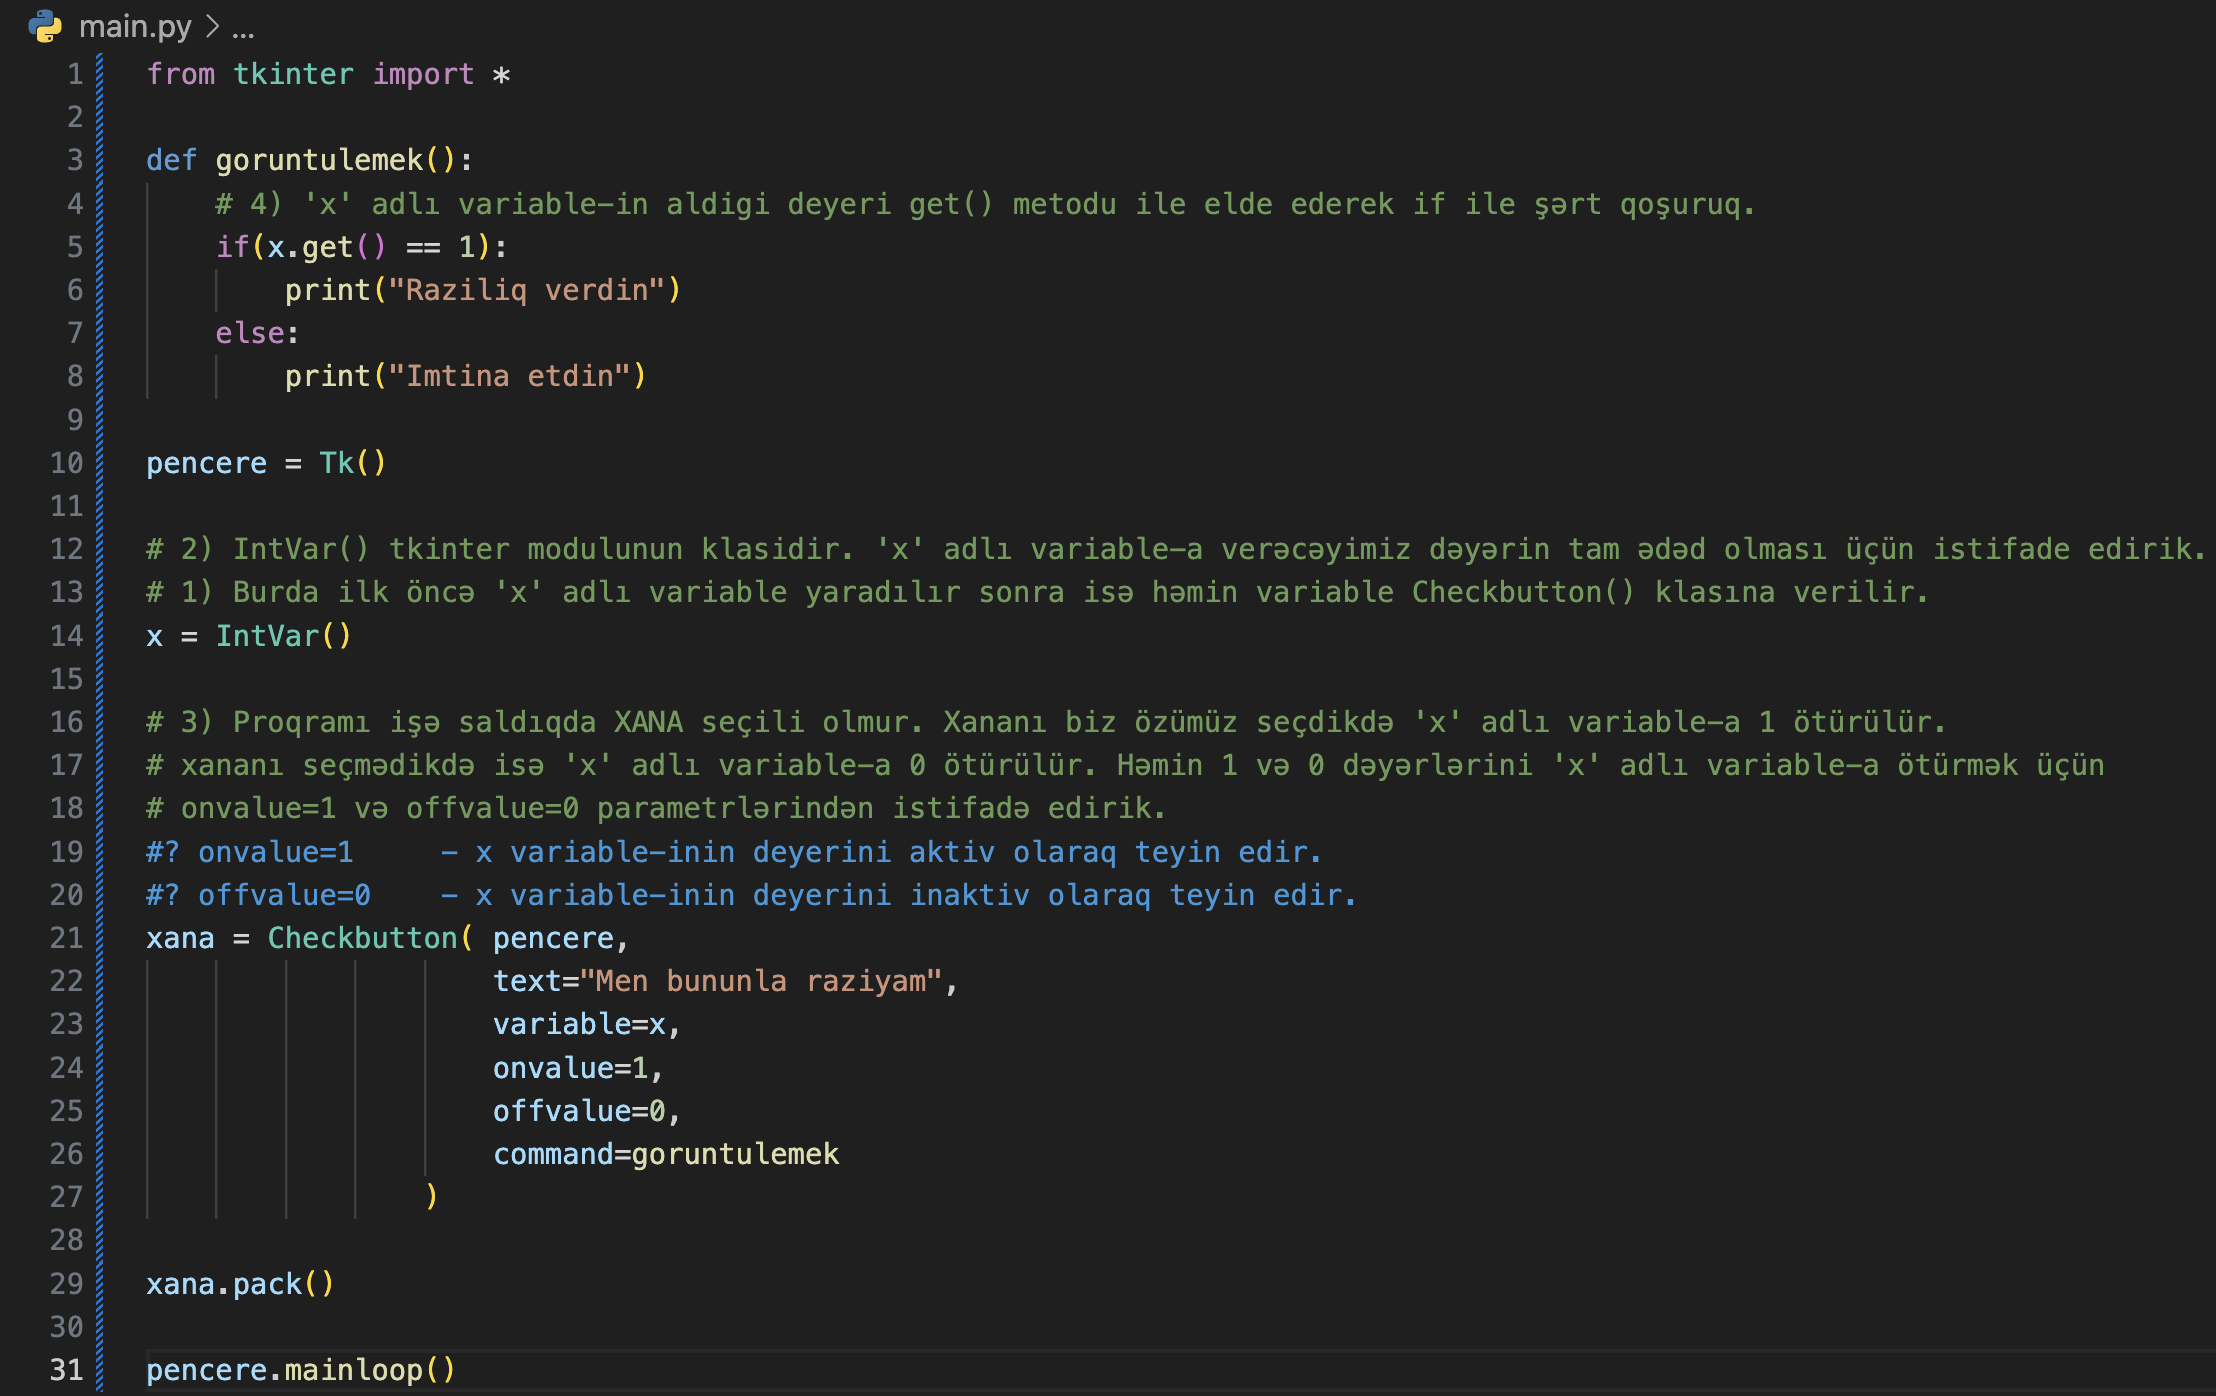 main.py > ...
1 from tkinter import *
2
3 def goruntulemek():
4     # 4) 'x' adlı variable-in aldigi deyeri get() metodu ile elde ederek if ile şərt qoşuruq.
5     if(x.get() == 1):
6         print("Raziliq verdin")
7     else:
8         print("Imtina etdin")
9
10 pencere = Tk()
11
12 # 2) IntVar() tkinter modulunun klasidir. 'x' adlı variable-a verəcəyimiz dəyərin tam ədəd olması üçün istifade edirik.
13 # 1) Burda ilk öncə 'x' adlı variable yaradılır sonra isə həmin variable Checkbutton() klasına verilir.
14 x = IntVar()
15
16 # 3) Proqramı işə saldıqda XANA seçili olmur. Xananı biz özümüz seçdikdə 'x' adlı variable-a 1 ötürülür.
17 # xananı seçmədikdə isə 'x' adlı variable-a 0 ötürülür. Həmin 1 və 0 dəyərlərini 'x' adlı variable-a ötürmək üçün
18 # onvalue=1 və offvalue=0 parametrlərindən istifadə edirik.
19 #? onvalue=1     - x variable-inin deyerini aktiv olaraq teyin edir.
20 #? offvalue=0    - x variable-inin deyerini inaktiv olaraq teyin edir.
21 xana = Checkbutton( pencere,
22                     text="Men bununla raziyam",
23                     variable=x,
24                     onvalue=1,
25                     offvalue=0,
26                     command=goruntulemek
27                 )
28
29 xana.pack()
30
31 pencere.mainloop()